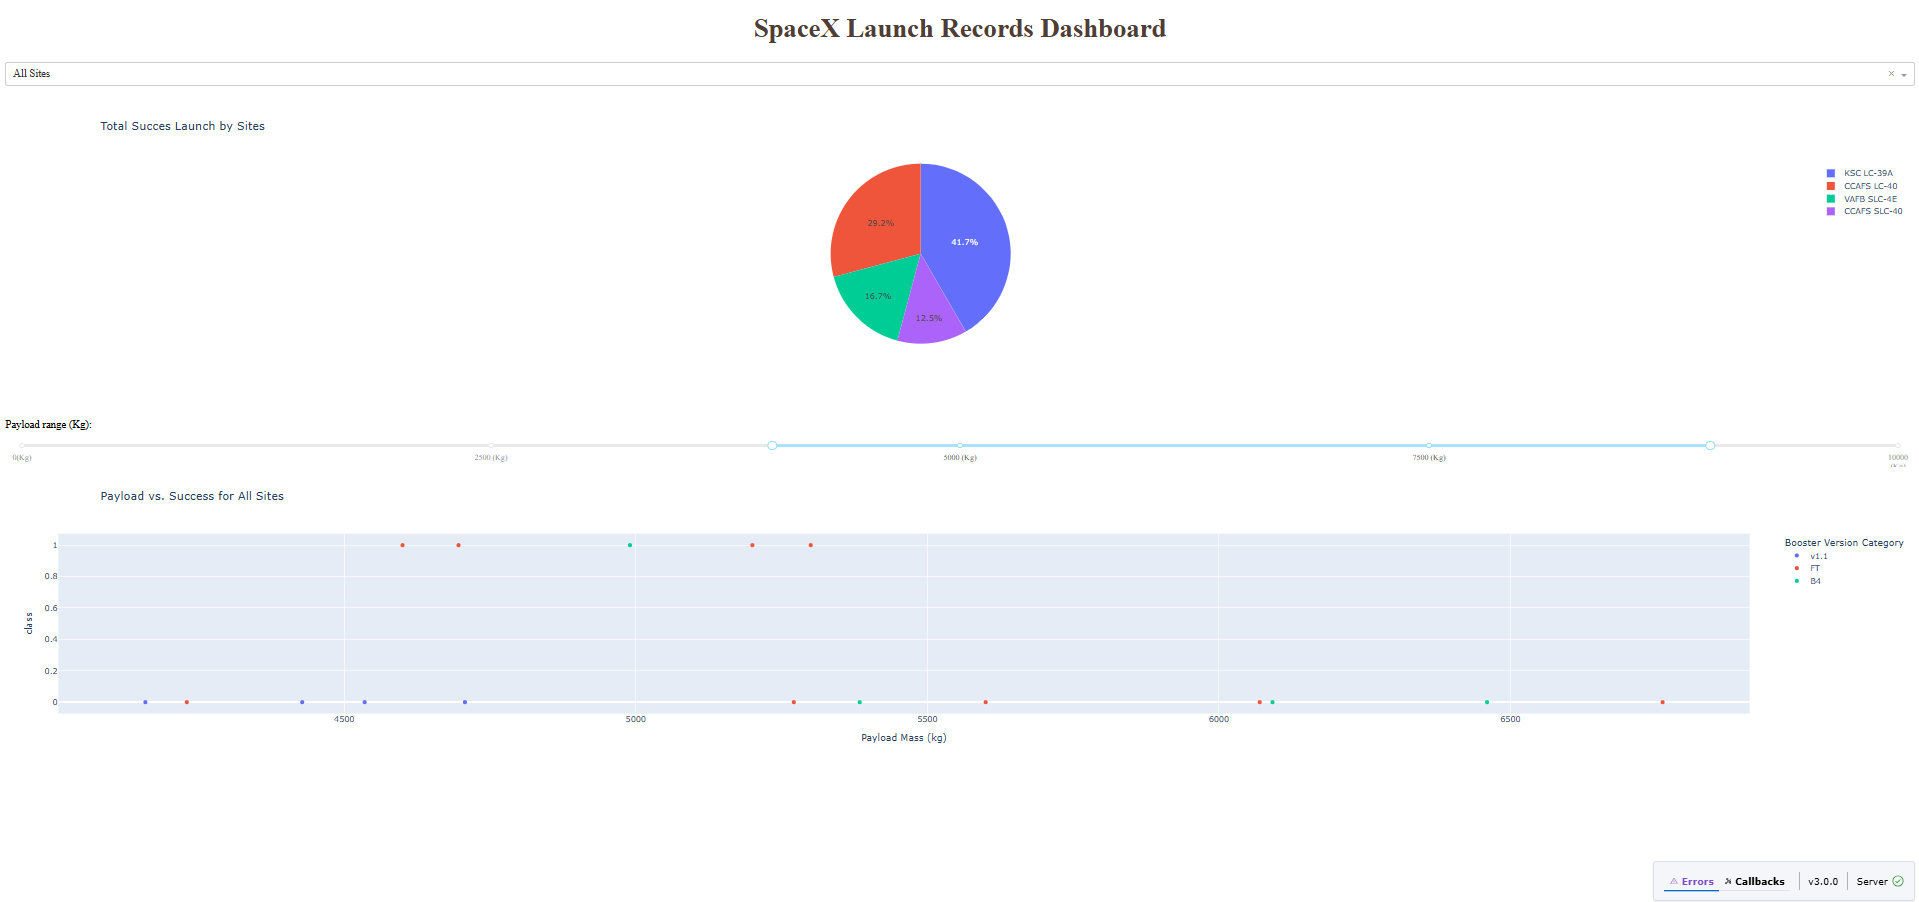 SpaceX Launch Records Dashboard
All Sites
Total Succes Launch by Sites
KSC LC-39A
CCAFS LC-40
VAFB SLC-4E
CCAFS SLC-40
29.2%
41.7%
16.7%
12.5%
Payload range (Kg):
0(Kg) 2500 (Kg) 5000 (Kg) 7500 (Kg) 10000
Payload vs. Success for All Sites
Booster Version Category
v1.1
FT
B4
1
0.8
0.6
0.4
0.2
0
class
4500 5000 5500 6000 6500
Payload Mass (kg)
Errors Callbacks v3.0.0 Server